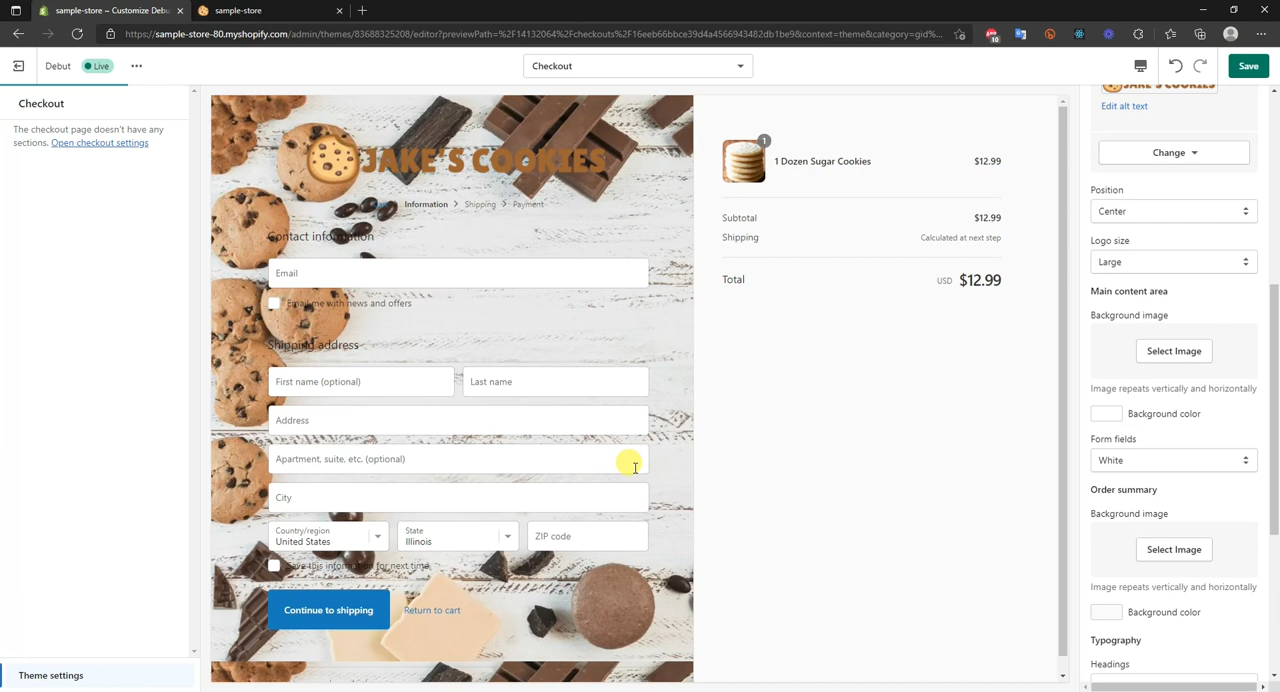 sample-store ~ Customize Debu
sample-store
https://sample-store-80.myshopify.com/admin/themes/83688325208/editor?previewPath=%2F14132064%2Fcheckouts%2F16eeb66bbce39d4a4566943482db1be9&context=theme&category=gid%...
10
Debut
Live
Checkout
Save
Checkout
The checkout page doesn't have any
sections. Open checkout settings
Theme settings
JAKE'S COOKIES
Information > Shipping > Payment
Contact information
Email
Email me with news and offers
Shipping address
First name (optional)
Last name
Address
Apartment, suite, etc. (optional)
City
Country/region
United States
State
Illinois
ZIP code
Save this information for next time
Continue to shipping
Return to cart
1
1 Dozen Sugar Cookies
$12.99
Subtotal
$12.99
Shipping
Calculated at next step
Total
USD $12.99
JAKE'S COOKIES
Edit alt text
Change
Position
Center
Logo size
Large
Main content area
Background image
Select Image
Image repeats vertically and horizontally
Background color
Form fields
White
Order summary
Background image
Select Image
Image repeats vertically and horizontally
Background color
Typography
Headings